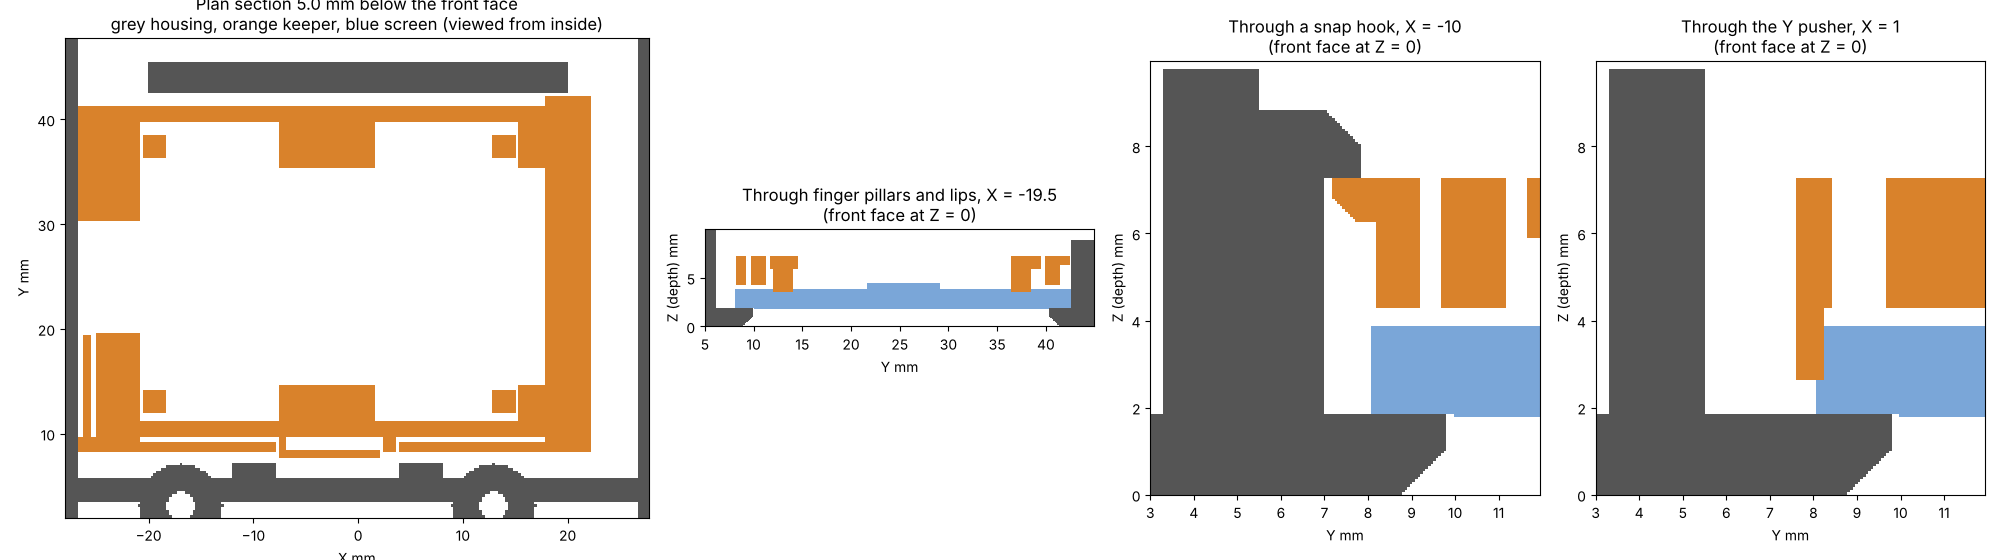 Plan section 5.0 mm below the front face
grey housing, orange keeper, blue screen (viewed from inside)
Y mm
40
30
20
10
−20
−10
0
10
20
X mm
Through finger pillars and lips, X = -19.5
(front face at Z = 0)
Z (depth) mm
5
0
5
10
15
20
25
30
35
40
Y mm
Through a snap hook, X = -10
(front face at Z = 0)
Z (depth) mm
8
6
4
2
0
3
4
5
6
7
8
9
10
11
Y mm
Through the Y pusher, X = 1
(front face at Z = 0)
Z (depth) mm
8
6
4
2
0
3
4
5
6
7
8
9
10
11
Y mm